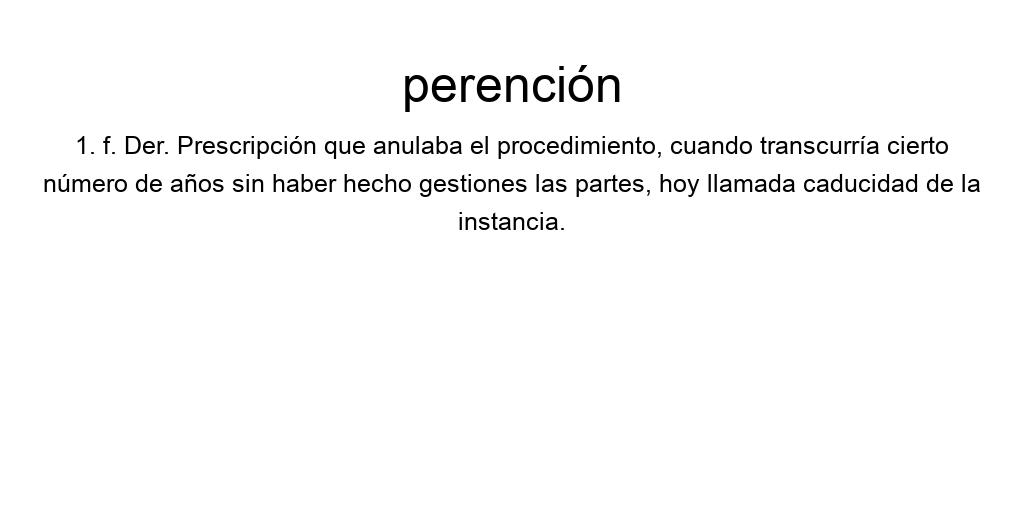 perención
1. f. Der. Prescripción que anulaba el procedimiento, cuando transcurría cierto
número de años sin haber hecho gestiones las partes, hoy llamada caducidad de la
instancia.